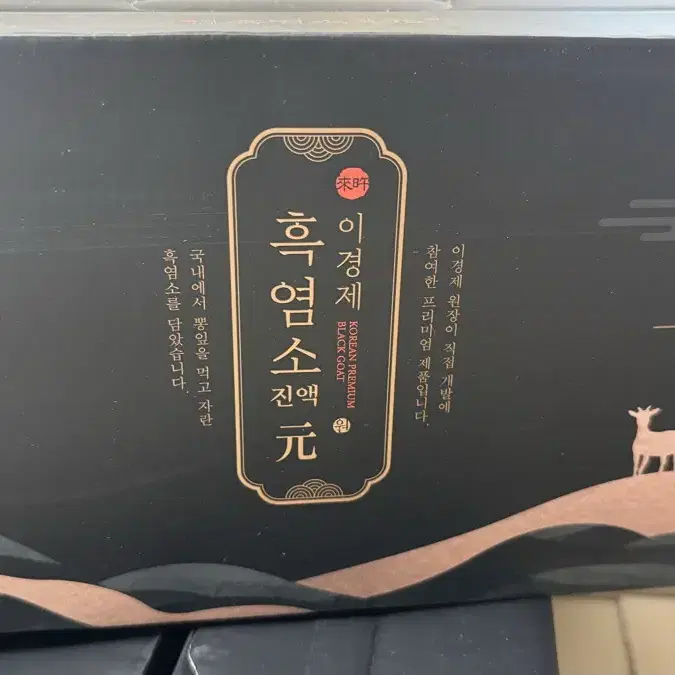 이경제 원장이 직접 개발에
참여한 프리미엄 제품입니다.
來旿
이경제
KOREAN PREMIUM
BLACK GOAT
흑염소
진액
元
원
국내에서 뽕잎을 먹고 자란
흑염소를 담았습니다.